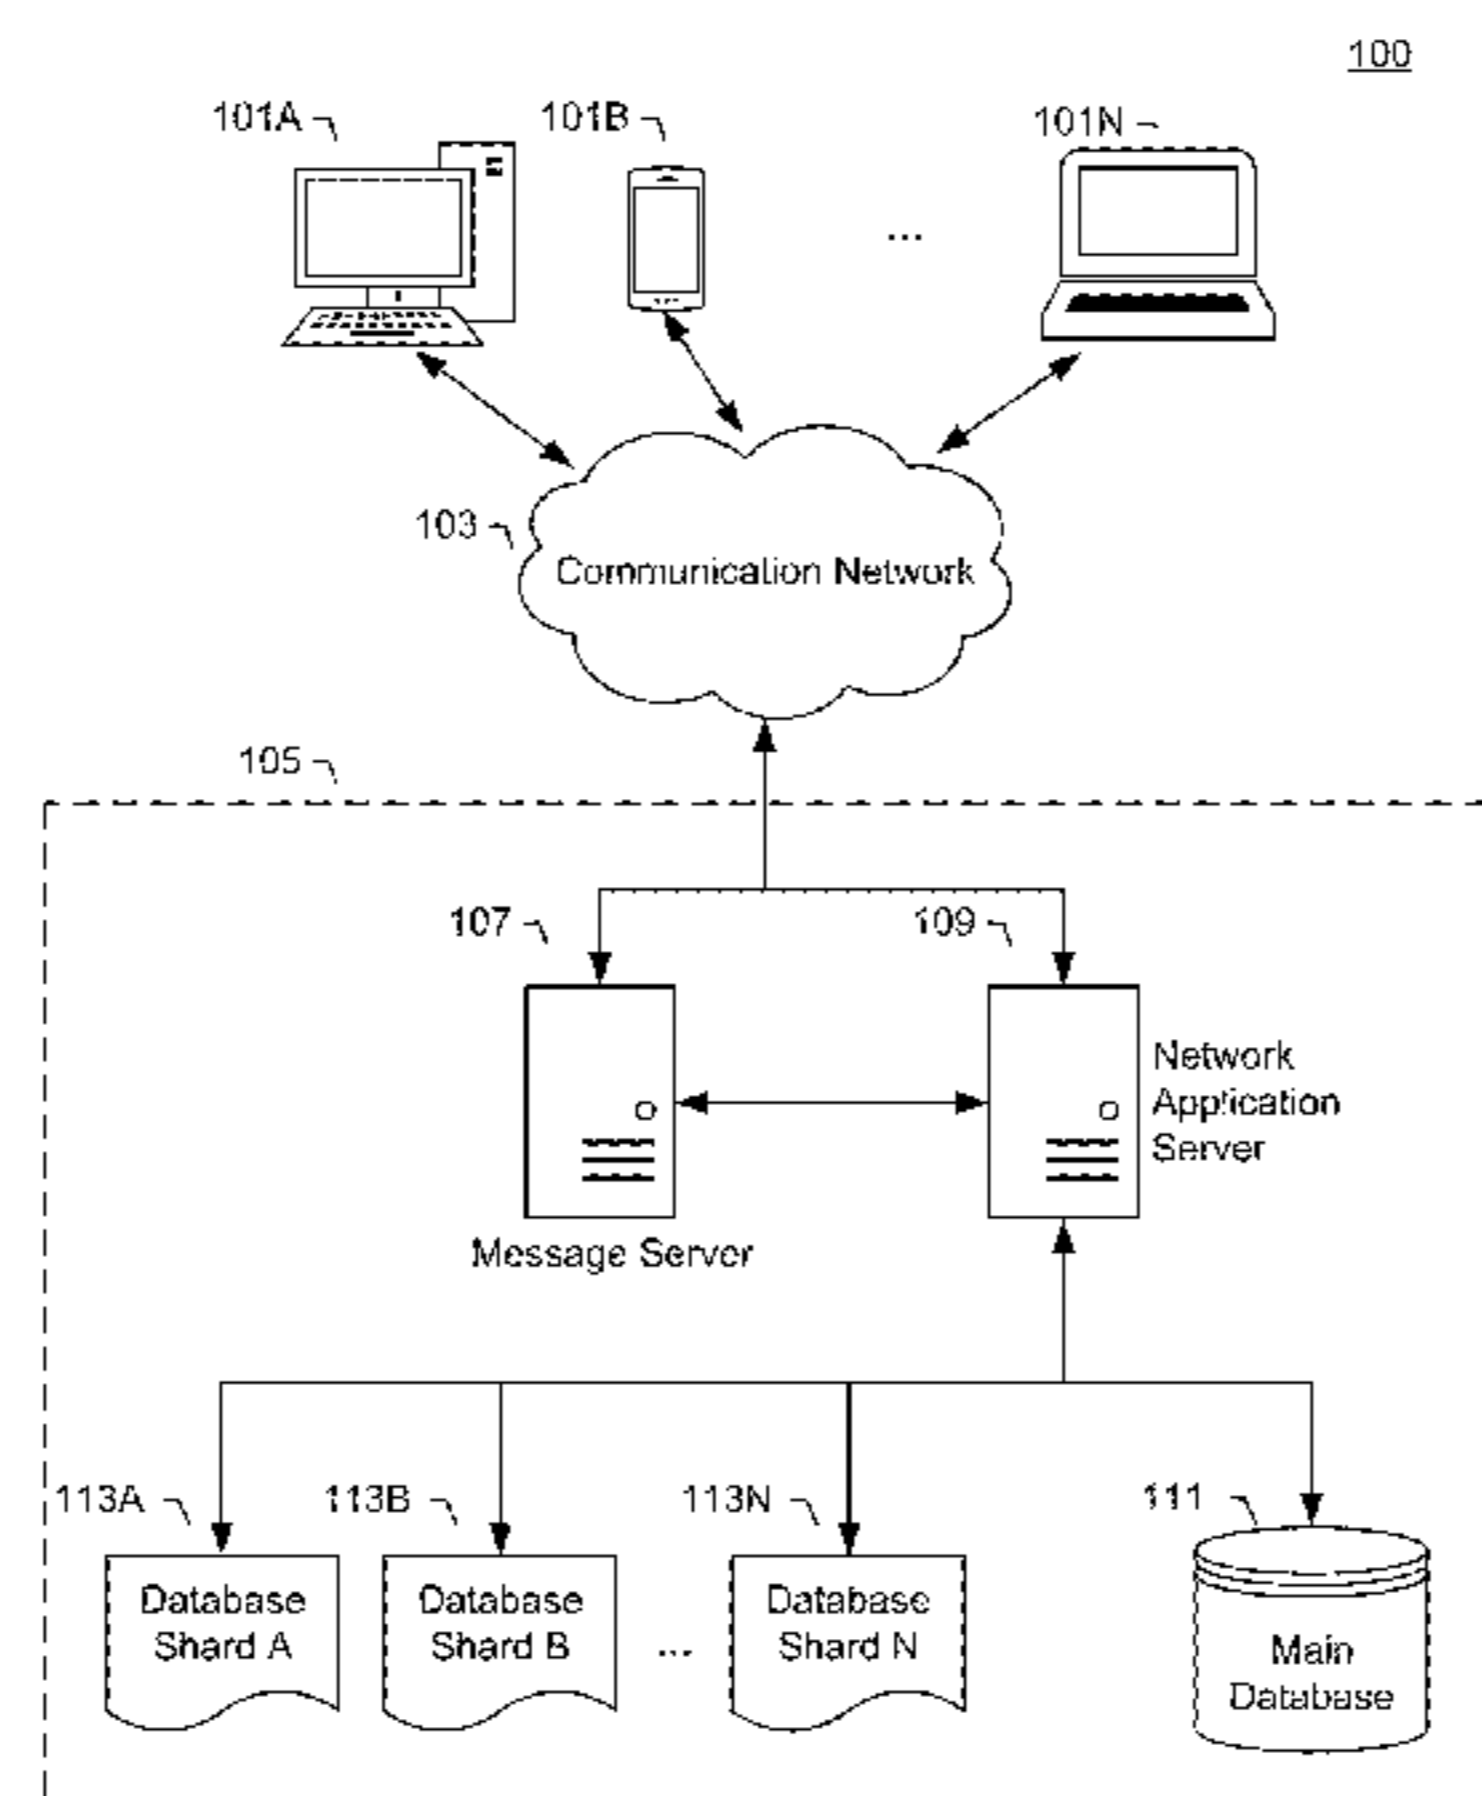 100
101A
101B
101N
...
103
Communication Network
105
107
109
Network
Application
Server
Message Server
113A
113B
113N
111
Database
Shard A
Database
Shard B
...
Database
Shard N
Main
Database